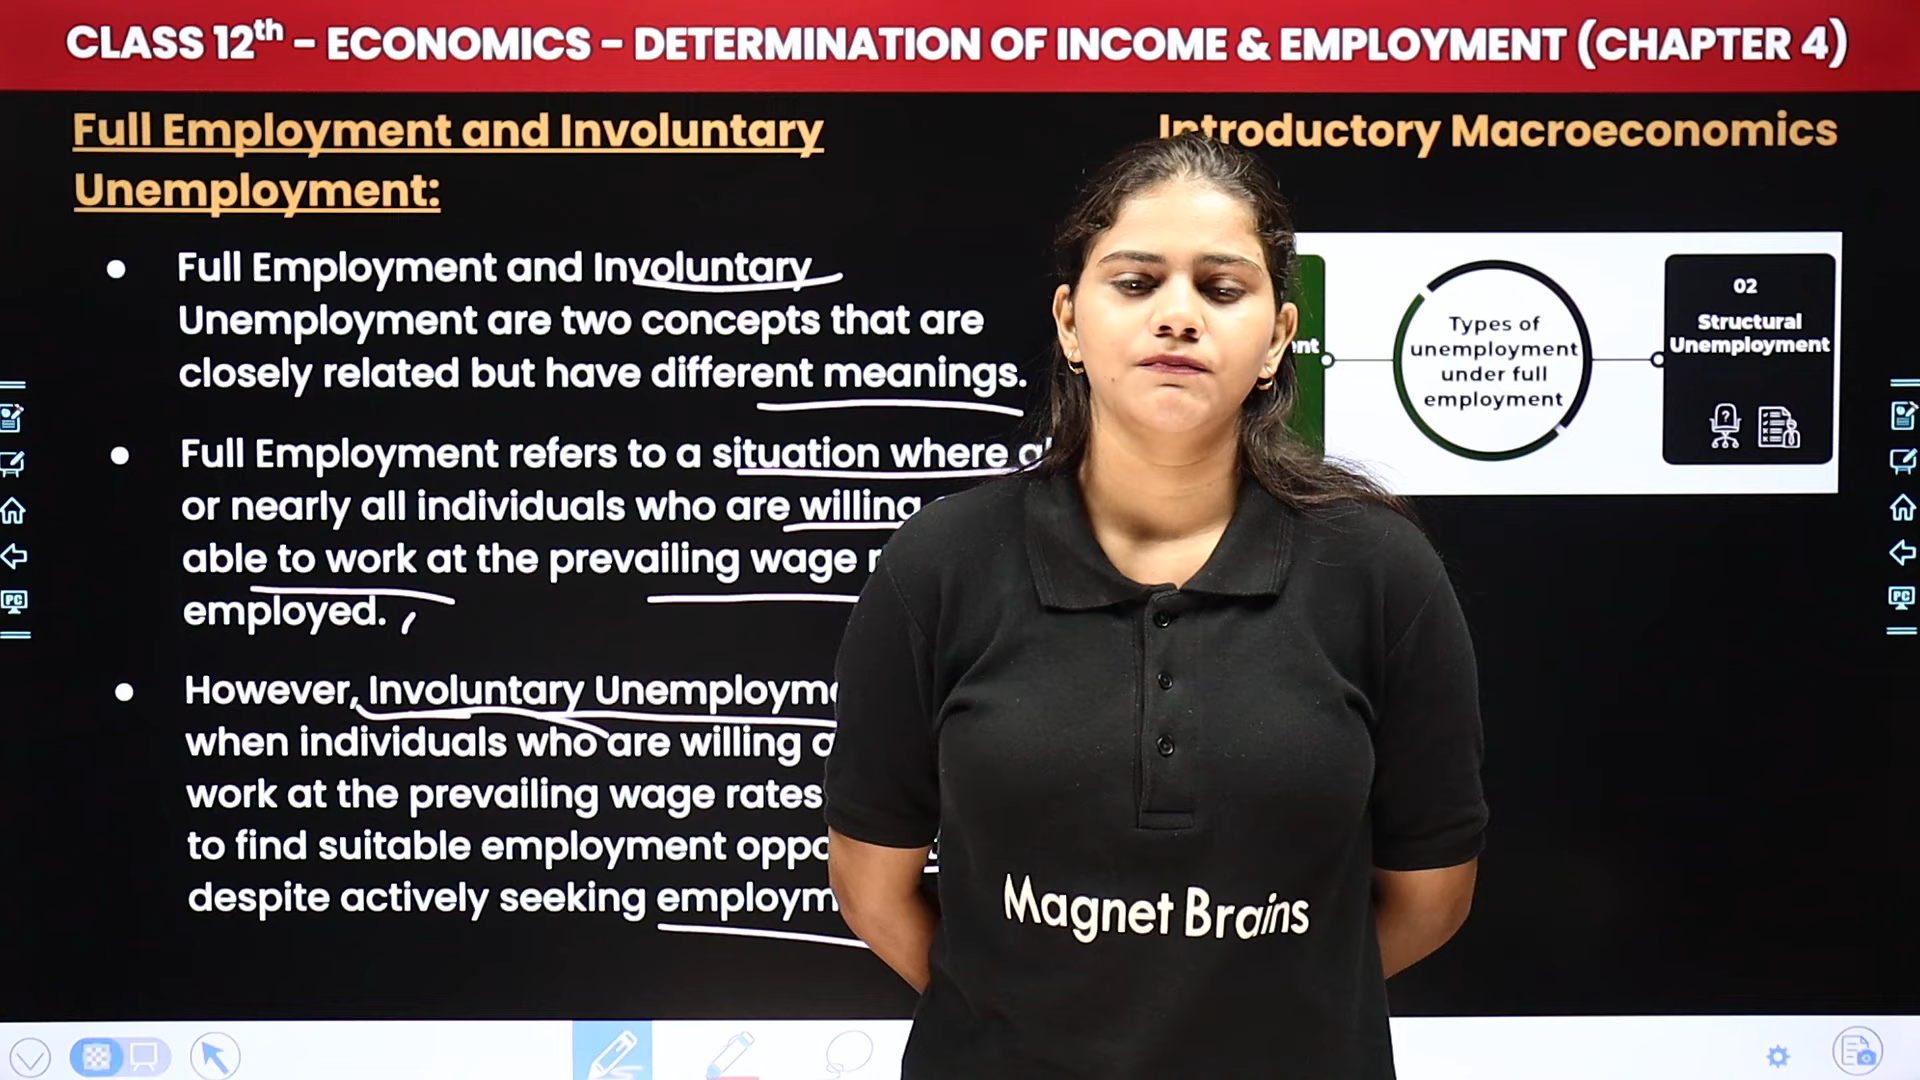 CLASS 12th - ECONOMICS - DETERMINATION OF INCOME & EMPLOYMENT (CHAPTER 4)
Full Employment and Involuntary
Unemployment:
Introductory Macroeconomics
Full Employment and Involuntary
Unemployment are two concepts that are
closely related but have different meanings.
Full Employment refers to a situation where
or nearly all individuals who are willing
able to work at the prevailing wage
employed.
However, Involuntary
when individuals who are willing
work at the prevailing wage rates
to find suitable employment
despite actively seeking
Types of
unemployment
under full
employment
02
Structural
Unemployment
?
PC
PC
Magnet Brains